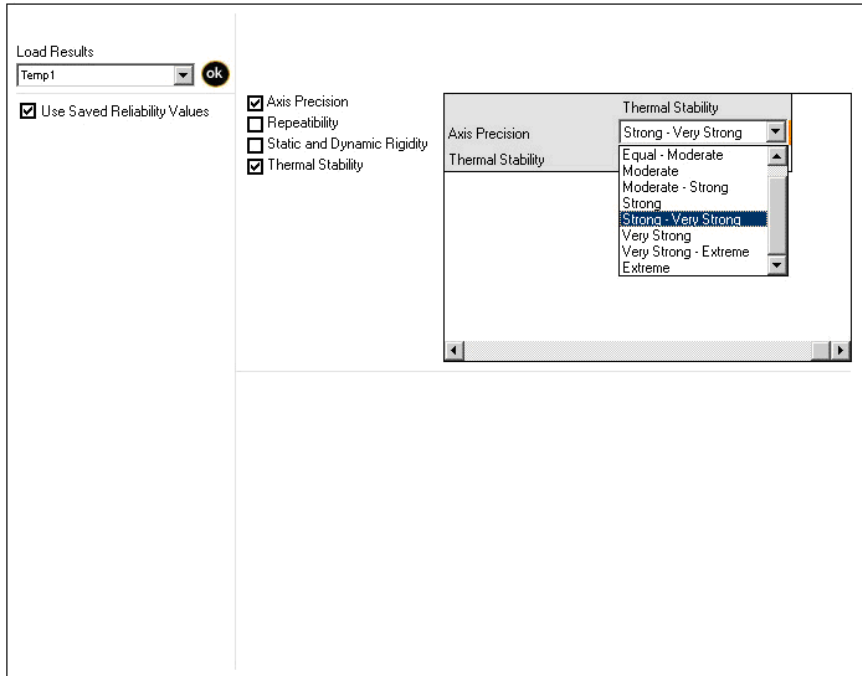 Load Results
Temp1
ok
Use Saved Reliability Values
Axis Precision
Repeatibility
Static and Dynamic Rigidity
Thermal Stability
Thermal Stability
Axis Precision
Strong - Very Strong
Thermal Stability
Equal - Moderate
Moderate
Moderate - Strong
Strong
Strong - Very Strong
Very Strong
Very Strong - Extreme
Extreme